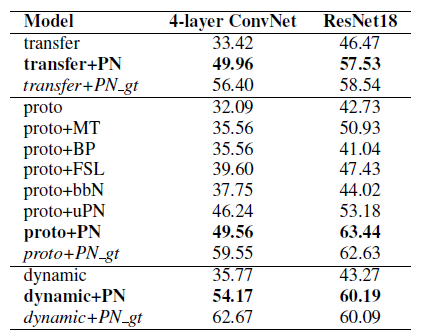 Model 4-layer ConvNet ResNet18
transfer 33.42 46.47
transfer+PN 49.96 57.53
transfer+PN_gt 56.40 58.54
proto 32.09 42.73
proto+MT 35.56 50.93
proto+BP 35.56 41.04
proto+FSL 39.60 47.43
proto+bbN 37.75 44.02
proto+uPN 46.24 53.18
proto+PN 49.56 63.44
proto+PN_gt 59.55 62.63
dynamic 35.77 43.27
dynamic+PN 54.17 60.19
dynamic+PN_gt 62.67 60.09